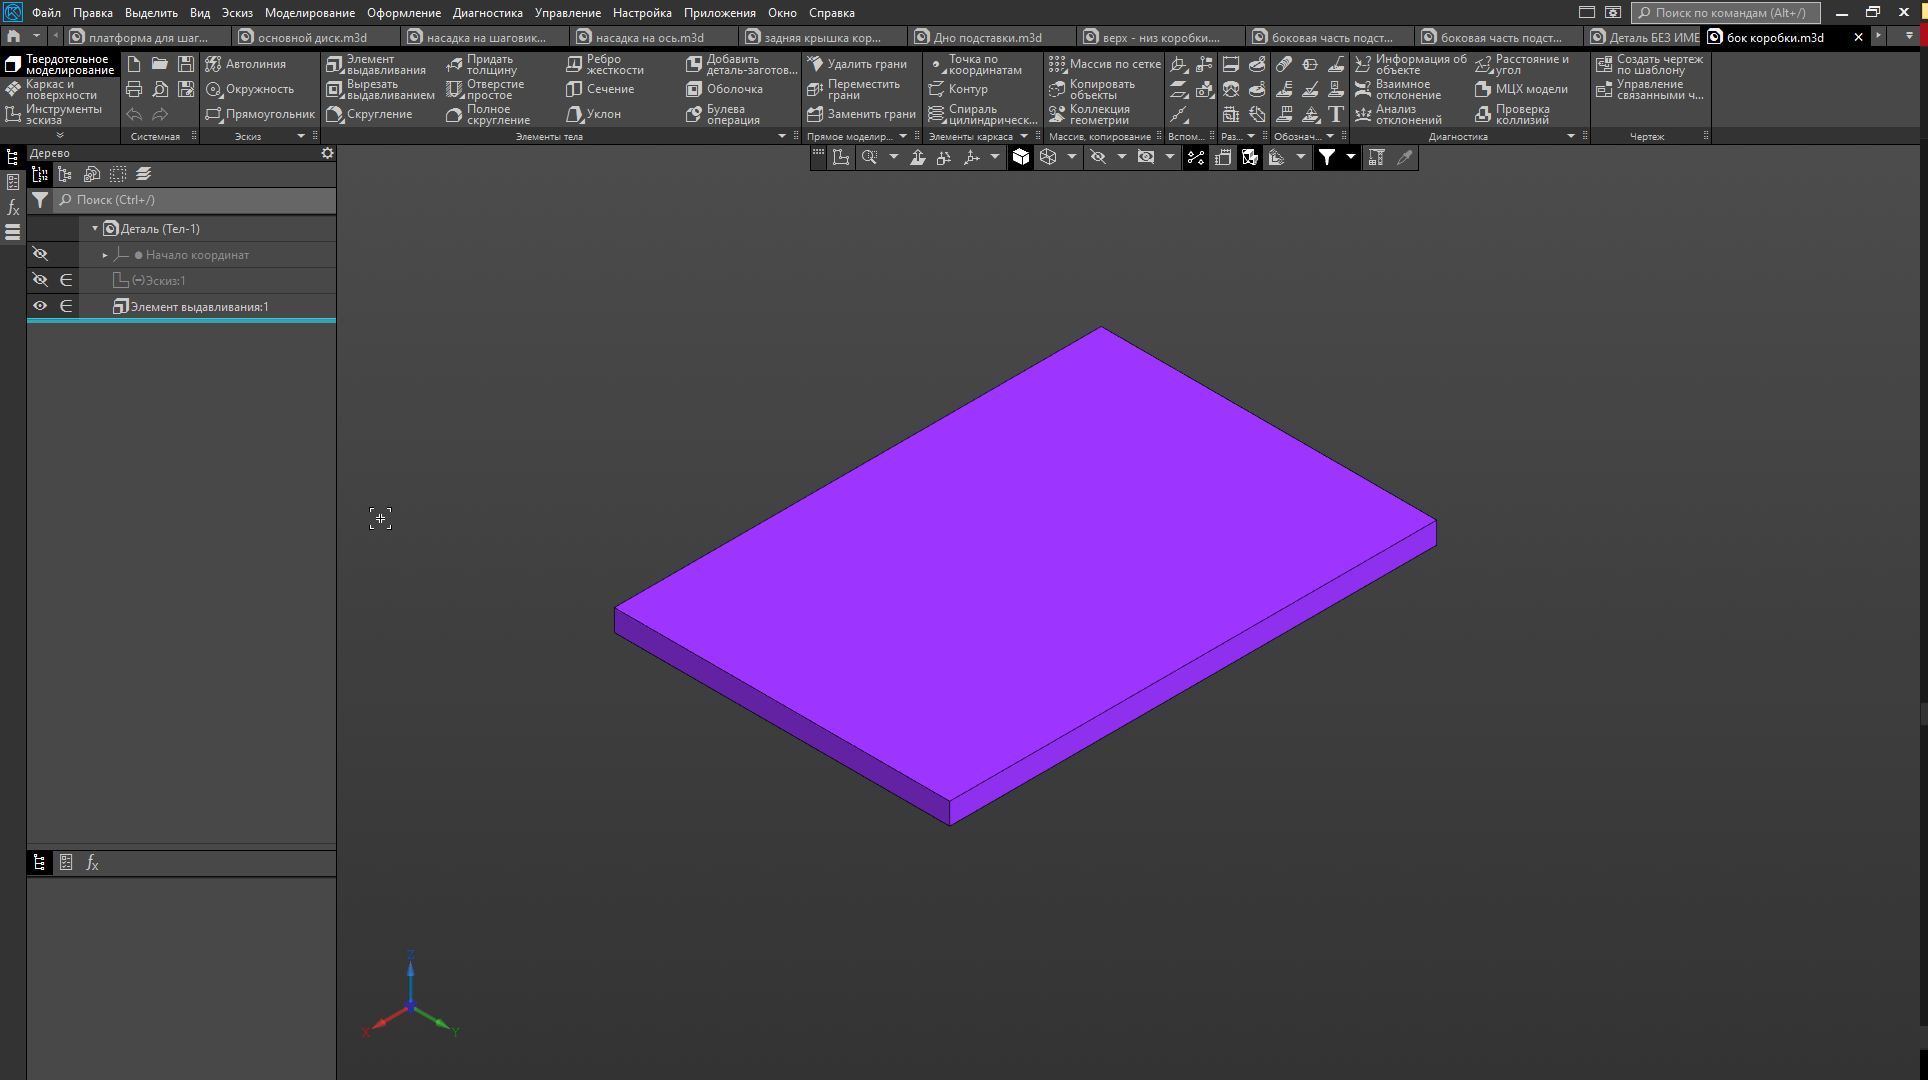 Файл Правка Выделить Вид Эскиз Моделирование Оформление Диагностика Управление Настройка Приложения Окно Справка Поиск по командам (Alt+/)
платформа для шаг... основной диск.m3d насадка на шаговик... насадка на ось.m3d задняя крышка кор... Дно подставки.m3d верх - низ коробки.... боковая часть подст... боковая часть подст... Деталь БЕЗ ИМЕ бок коробки.m3d
Твердотельное моделирование
Каркас и поверхности
Инструменты эскиза
Системная
Автолиния
Окружность
Прямоугольник
Эскиз
Элемент выдавливания
Вырезать выдавливанием
Скругление
Придать толщину
Отверстие простое
Полное скругление
Ребро жесткости
Сечение
Уклон
Добавить деталь-заготов...
Оболочка
Булева операция
Элементы тела
Удалить грани
Переместить грани
Заменить грани
Прямое моделир...
Точка по координатам
Контур
Спираль цилиндрическ...
Элементы каркаса
Массив по сетке
Копировать объекты
Коллекция геометрии
Массив, копирование
Вспом...
Раз...
Обознач...
Информация об объекте
Взаимное отклонение
Анализ отклонений
Расстояние и угол
МЦХ модели
Проверка коллизий
Диагностика
Создать чертеж по шаблону
Управление связанными ч...
Чертеж
Дерево
Поиск (Ctrl+/)
Деталь (Тел-1)
Начало координат
(-)Эскиз:1
Элемент выдавливания:1
Z
X
Y